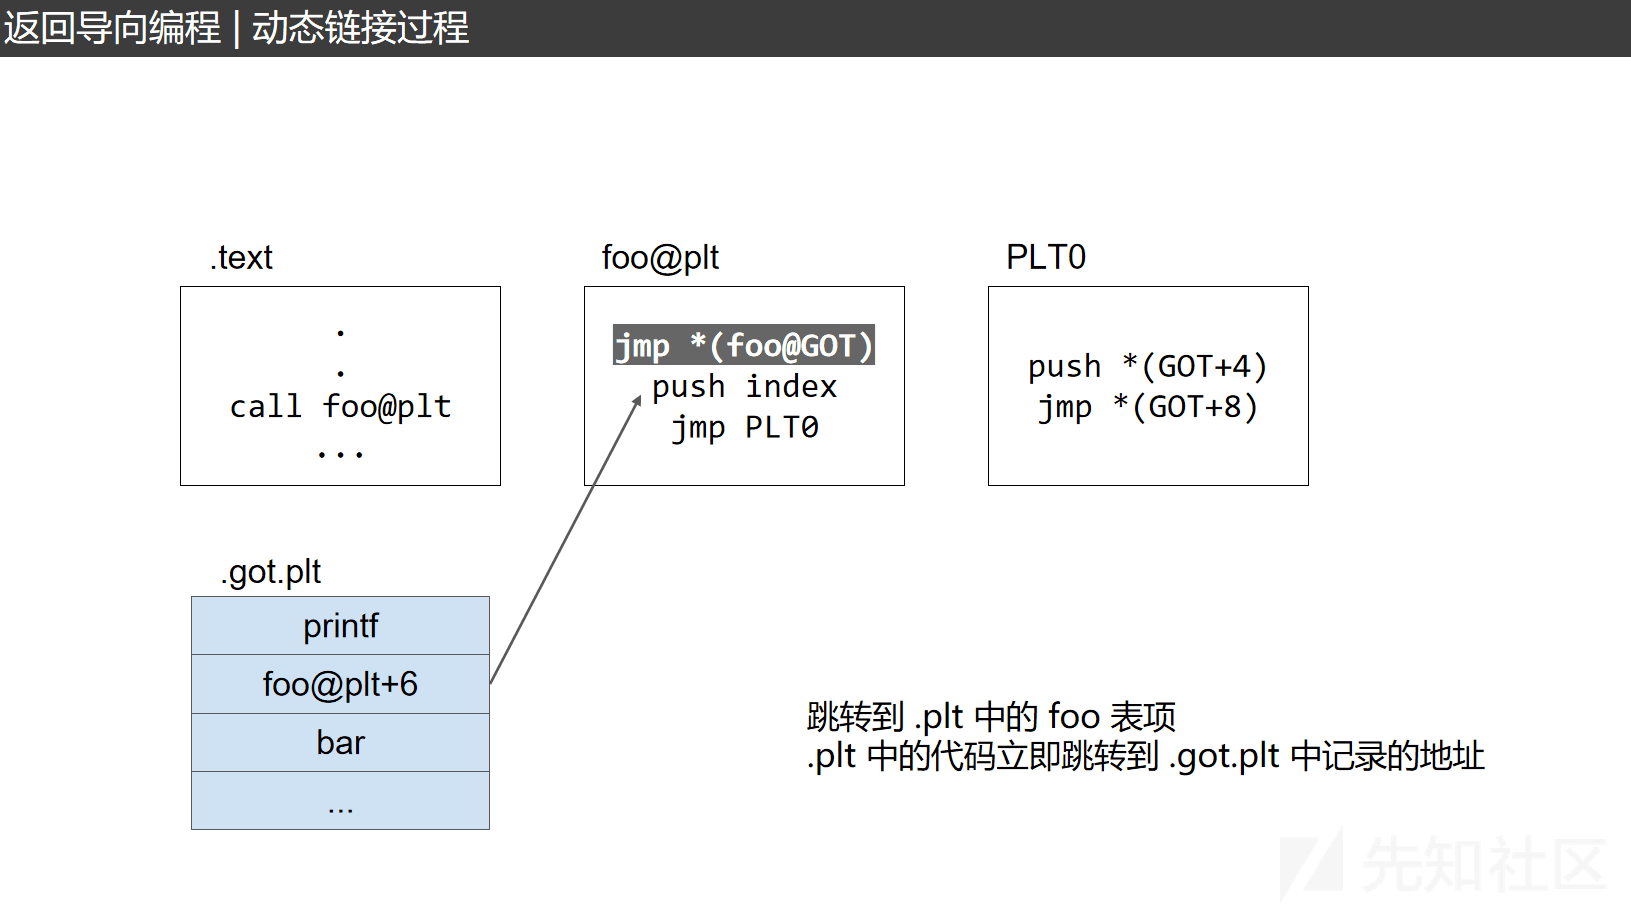 返回导向编程 | 动态链接过程
.text
.
.
call foo@plt
...
foo@plt
jmp *(foo@GOT)
push index
jmp PLT0
PLT0
push *(GOT+4)
jmp *(GOT+8)
.got.plt
printf
foo@plt+6
bar
...
跳转到 .plt 中的 foo 表项
.plt 中的代码立即跳转到 .got.plt 中记录的地址
先知社区